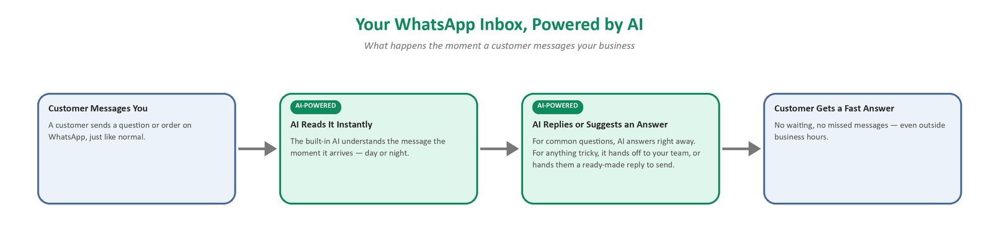 Your WhatsApp Inbox, Powered by AI
What happens the moment a customer messages your business
Customer Messages You
A customer sends a question or order on
WhatsApp, just like normal.
AI-POWERED
AI Reads It Instantly
The built-in AI understands the message the
moment it arrives — day or night.
AI-POWERED
AI Replies or Suggests an Answer
For common questions, AI answers right away.
For anything tricky, it hands off to your team, or
hands them a ready-made reply to send.
Customer Gets a Fast Answer
No waiting, no missed messages — even outside
business hours.